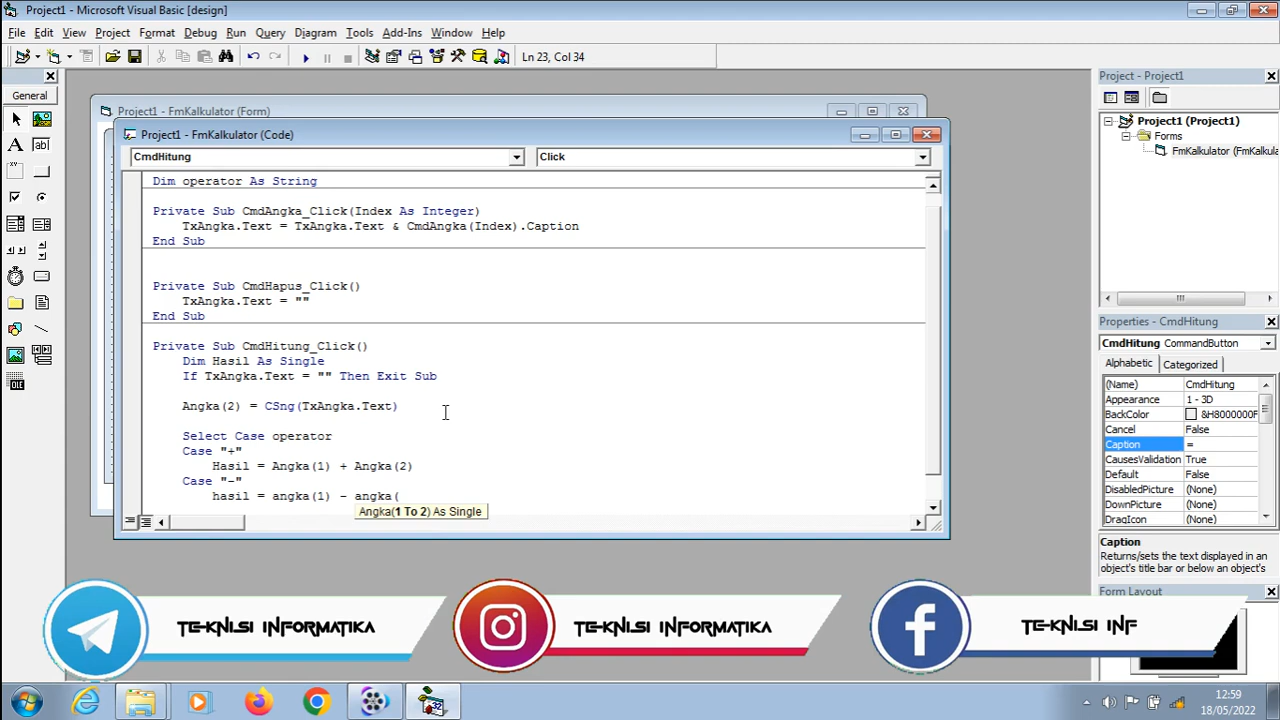 Project1 - Microsoft Visual Basic [design]
File Edit View Project Format Debug Run Query Diagram Tools Add-Ins Window Help
Ln 23, Col 34
General
Project1 - FmKalkulator (Form)
Project1 - FmKalkulator (Code)
CmdHitung Click
Dim operator As String
Private Sub CmdAngka_Click(Index As Integer)
TxAngka.Text = TxAngka.Text & CmdAngka(Index).Caption
End Sub
Private Sub CmdHapus_Click()
TxAngka.Text = ""
End Sub
Private Sub CmdHitung_Click()
Dim Hasil As Single
If TxAngka.Text = "" Then Exit Sub
Angka(2) = CSng(TxAngka.Text)
Select Case operator
Case "+"
Hasil = Angka(1) + Angka(2)
Case "-"
hasil = angka(1) - angka(
Angka(1 To 2) As Single
Project - Project1
Project1 (Project1)
Forms
FmKalkulator (FmKalkula
Properties - CmdHitung
CmdHitung CommandButton
Alphabetic Categorized
(Name) CmdHitung
Appearance 1 - 3D
BackColor &H8000000F
Cancel False
Caption =
CausesValidation True
Default False
DisabledPicture (None)
DownPicture (None)
DragIcon (None)
Caption
Returns/sets the text displayed in an object's title bar or below an object's
Form Layout
TEKNISI INFORMATIKA
TEKNISI INFORMATIKA
TEKNISI INF
12:59
18/05/2022